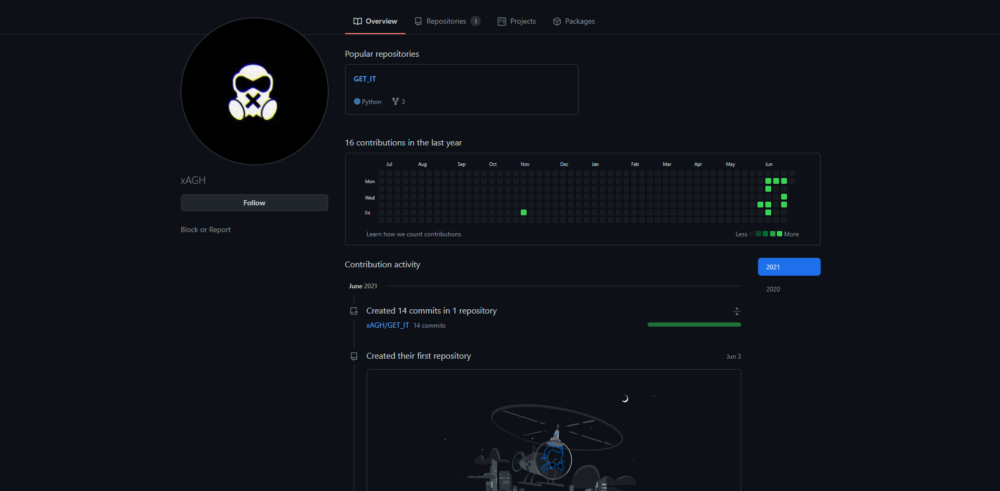 Overview Repositories 1 Projects Packages
xAGH
Follow
Block or Report
Popular repositories
GET_IT
Python 3
16 contributions in the last year
Jul Aug Sep Oct Nov Dec Jan Feb Mar Apr May Jun
Mon
Wed
Fri
Learn how we count contributions Less More
Contribution activity
2021
2020
June 2021
Created 14 commits in 1 repository
xAGH/GET_IT 14 commits
Created their first repository Jun 3